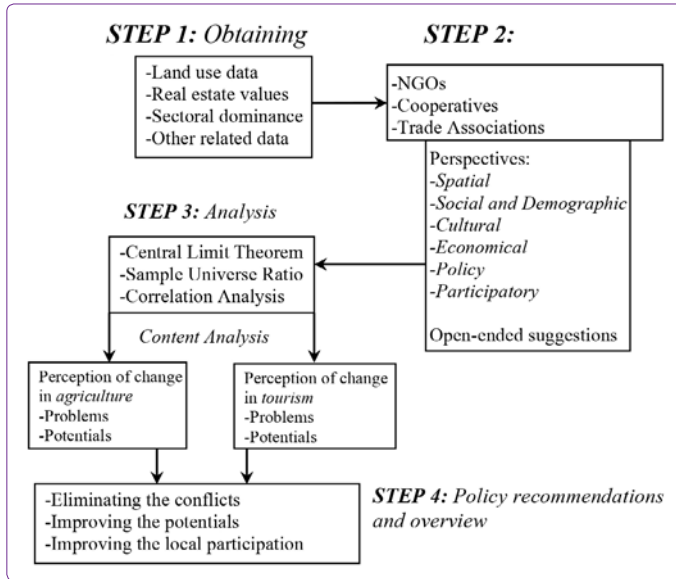 STEP 1: Obtaining
-Land use data
-Real estate values
-Sectoral dominance
-Other related data
STEP 2:
-NGOs
-Cooperatives
-Trade Associations
Perspectives:
-Spatial
-Social and Demographic
-Cultural
-Economical
-Policy
-Participatory
Open-ended suggestions
STEP 3: Analysis
-Central Limit Theorem
-Sample Universe Ratio
-Correlation Analysis
Content Analysis
Perception of change
in agriculture
-Problems
-Potentials
Perception of change
in tourism
-Problems
-Potentials
STEP 4: Policy recommendations
and overview
-Eliminating the conflicts
-Improving the potentials
-Improving the local participation